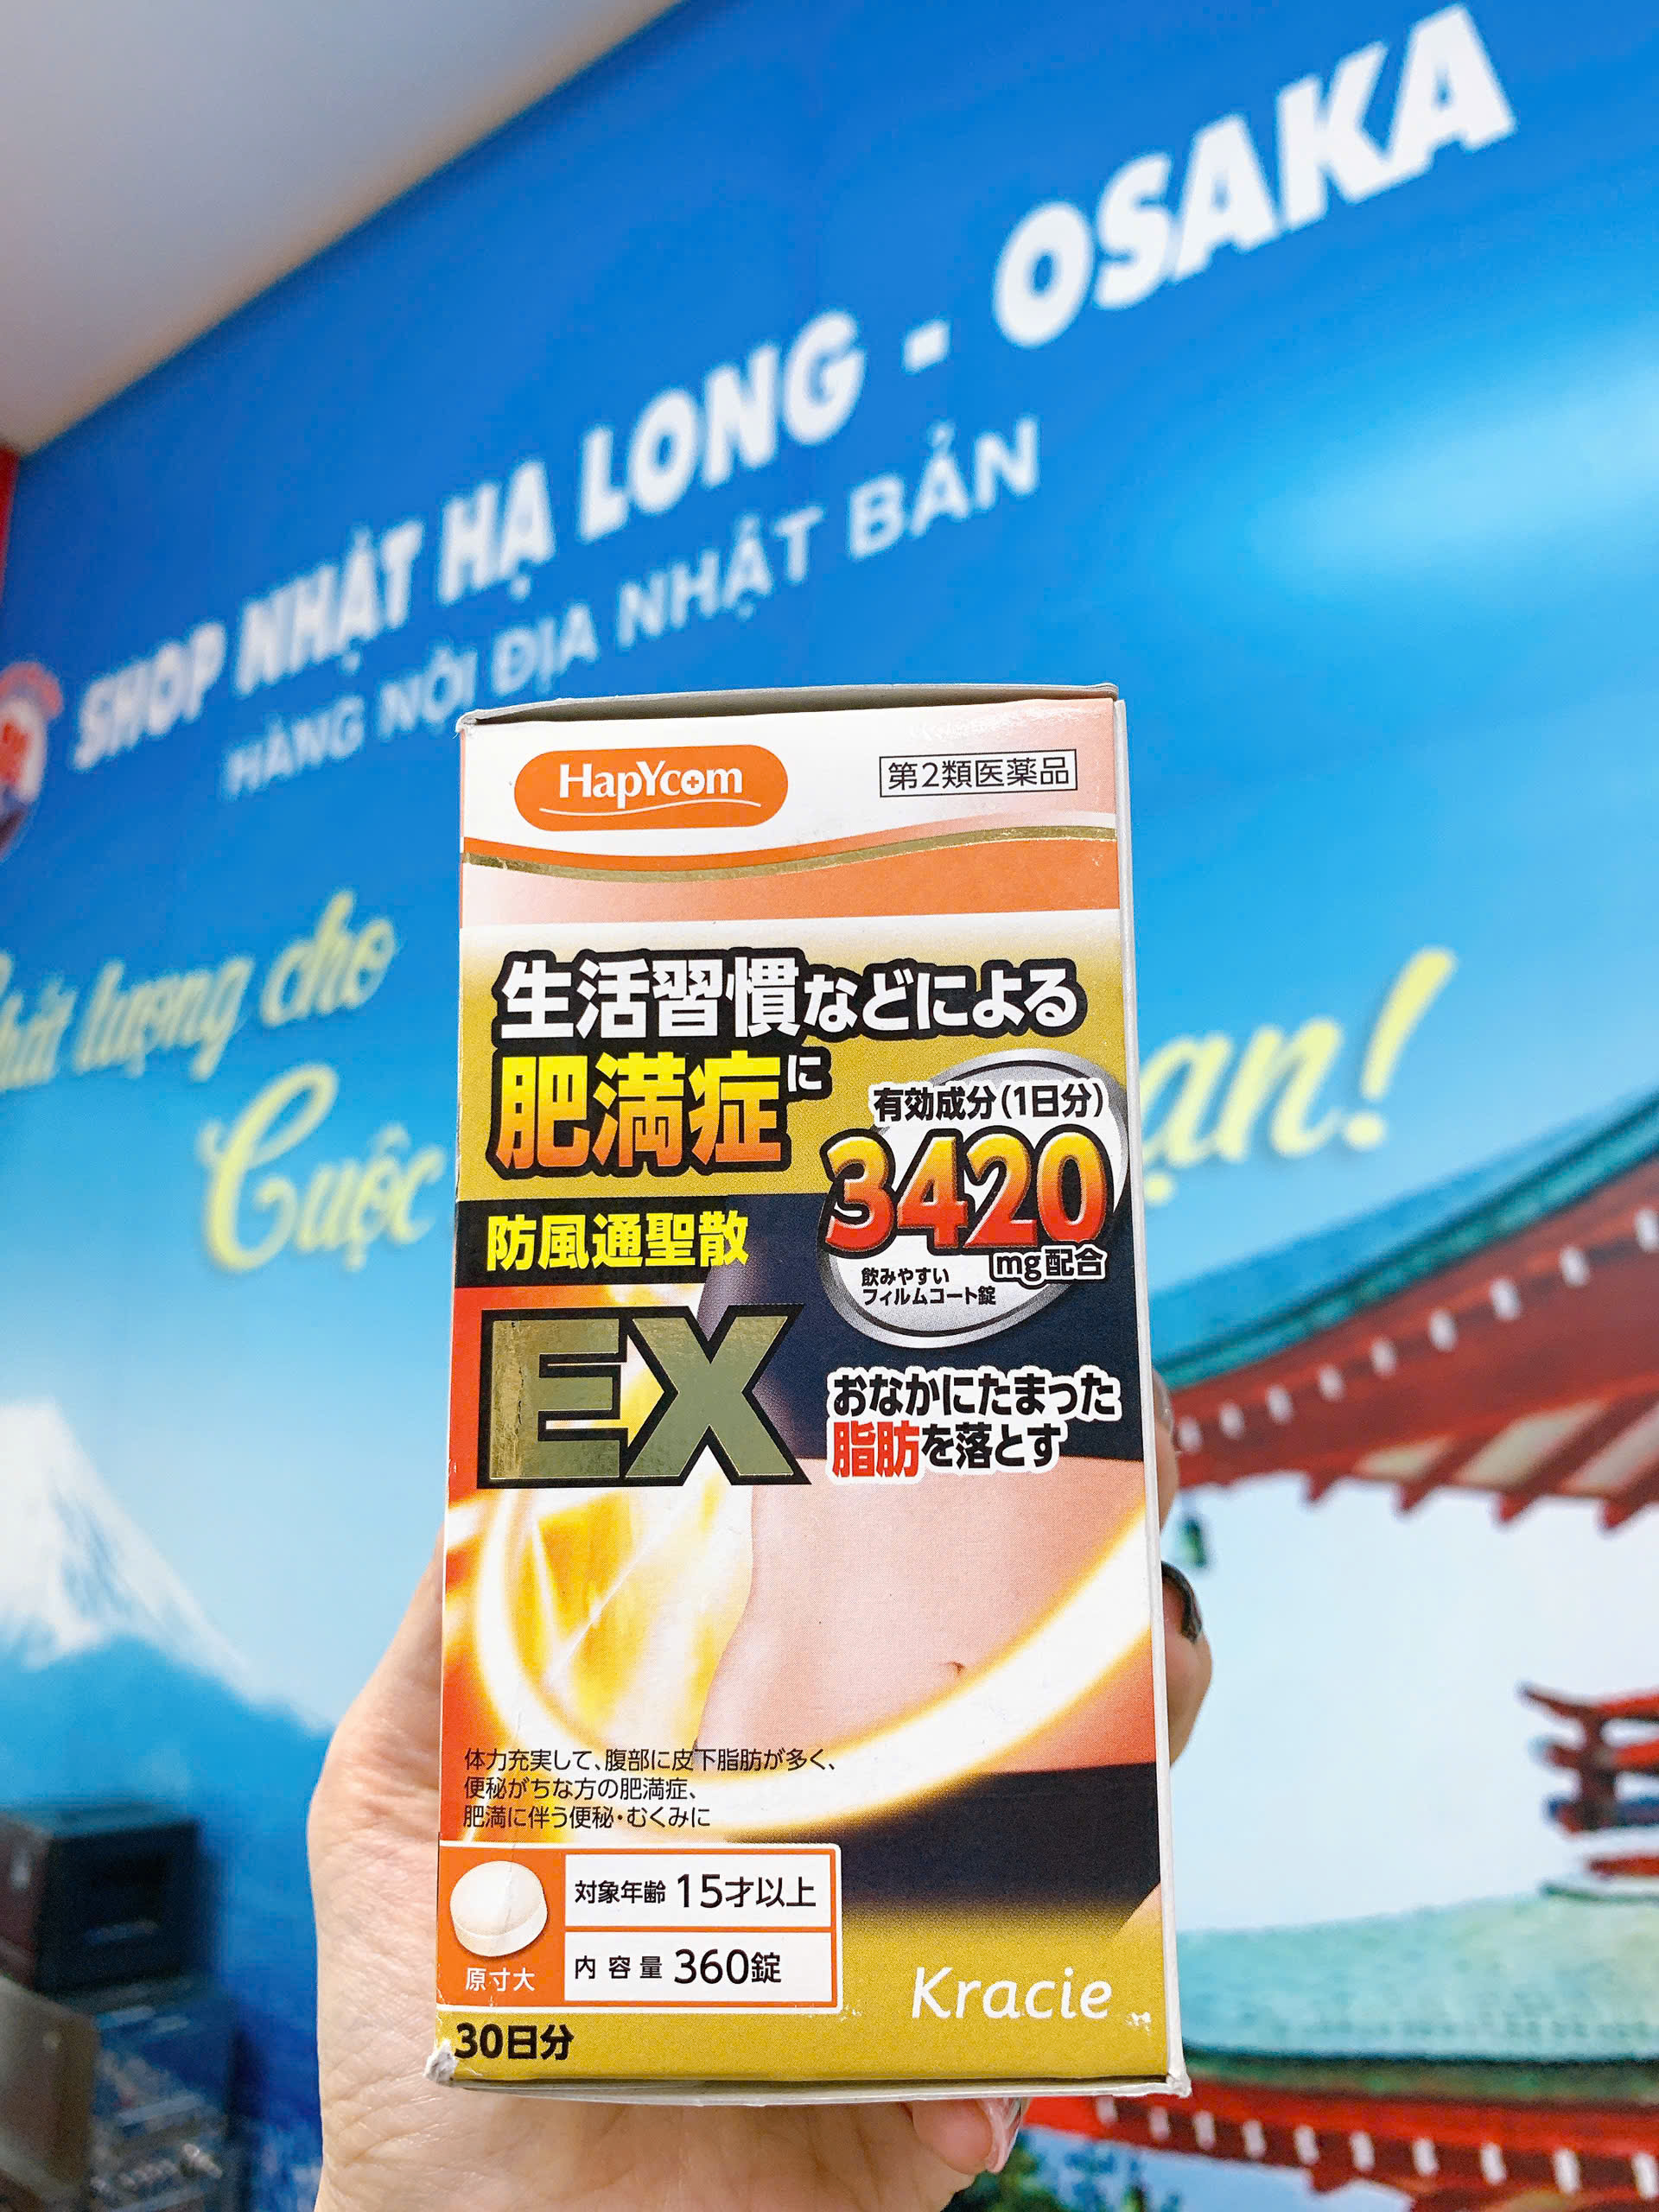 SHOP NHẬT HẠ LONG - OSAKA
HÀNG NỘI ĐỊA NHẬT BẢN
lượng cho
Cuộc
ạn!
HapYcom
第2類医薬品
生活習慣などによる
肥満症に
有効成分(1日分)
3420
mg配合
飲みやすい
フィルムコート錠
防風通聖散
EX
おなかにたまった
脂肪を落とす
体力充実して、腹部に皮下脂肪が多く、
便秘がちな方の肥満症、
肥満に伴う便秘・むくみに
対象年齢 15才以上
内容量 360錠
原寸大
Kracie
30日分